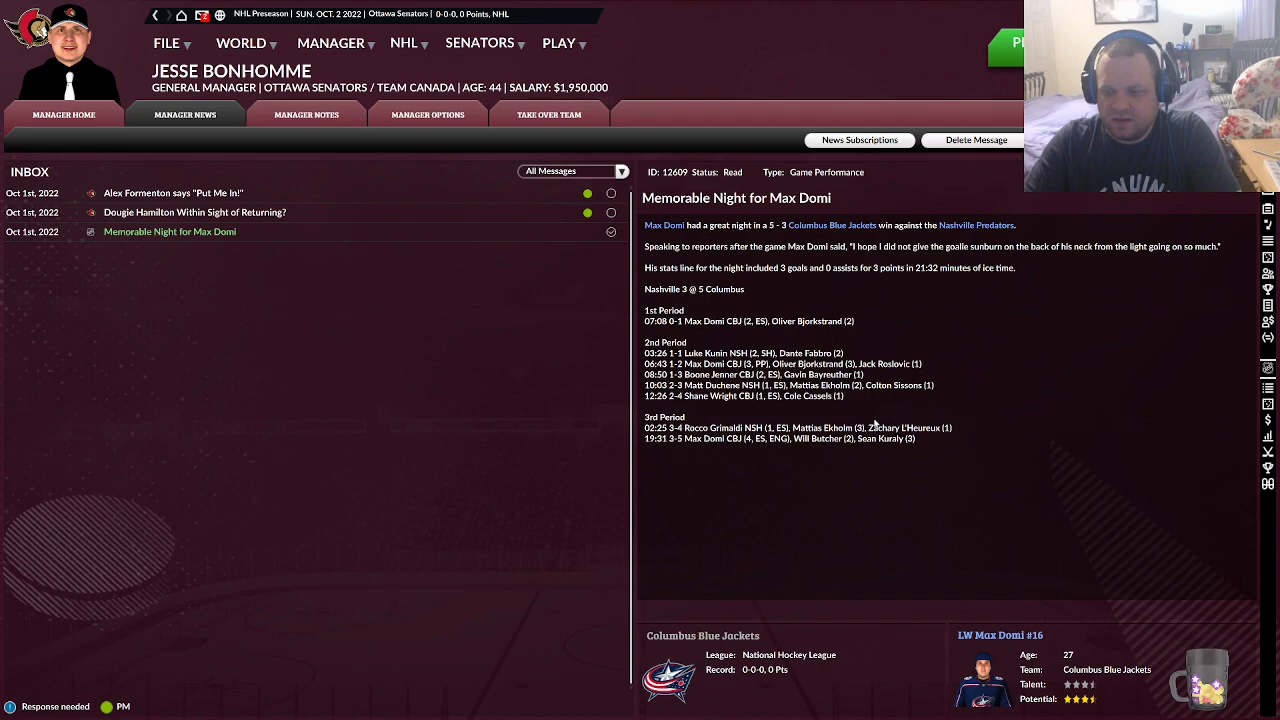 NHL Preseason | SUN. OCT. 2 2022 | Ottawa Senators | 0-0-0, 0 Points, NHL
2
FILE WORLD MANAGER NHL SENATORS PLAY
JESSE BONHOMME
GENERAL MANAGER | OTTAWA SENATORS / TEAM CANADA | AGE: 44 | SALARY: $1,950,000
MANAGER HOME MANAGER NEWS MANAGER NOTES MANAGER OPTIONS TAKE OVER TEAM
News Subscriptions Delete Message
INBOX All Messages
Oct 1st, 2022 Alex Formenton says "Put Me In!"
Oct 1st, 2022 Dougie Hamilton Within Sight of Returning?
Oct 1st, 2022 Memorable Night for Max Domi
ID: 12609 Status: Read Type: Game Performance
Memorable Night for Max Domi
Max Domi had a great night in a 5 - 3 Columbus Blue Jackets win against the Nashville Predators.
Speaking to reporters after the game Max Domi said, "I hope I did not give the goalie sunburn on the back of his neck from the light going on so much."
His stats line for the night included 3 goals and 0 assists for 3 points in 21:32 minutes of ice time.
Nashville 3 @ 5 Columbus
1st Period
07:08 0-1 Max Domi CBJ (2, ES), Oliver Bjorkstrand (2)
2nd Period
03:26 1-1 Luke Kunin NSH (2, SH), Dante Fabbro (2)
06:43 1-2 Max Domi CBJ (3, PP), Oliver Bjorkstrand (3), Jack Roslovic (1)
08:50 1-3 Boone Jenner CBJ (2, ES), Gavin Bayreuther (1)
10:03 2-3 Matt Duchene NSH (1, ES), Mattias Ekholm (2), Colton Sissons (1)
12:26 2-4 Shane Wright CBJ (1, ES), Cole Cassels (1)
3rd Period
02:25 3-4 Rocco Grimaldi NSH (1, ES), Mattias Ekholm (3), Zachary L'Heureux (1)
19:31 3-5 Max Domi CBJ (4, ES, ENG), Will Butcher (2), Sean Kuraly (3)
Columbus Blue Jackets
League: National Hockey League
Record: 0-0-0, 0 Pts
LW Max Domi #16
Age: 27
Team: Columbus Blue Jackets
Talent:
Potential:
Response needed PM